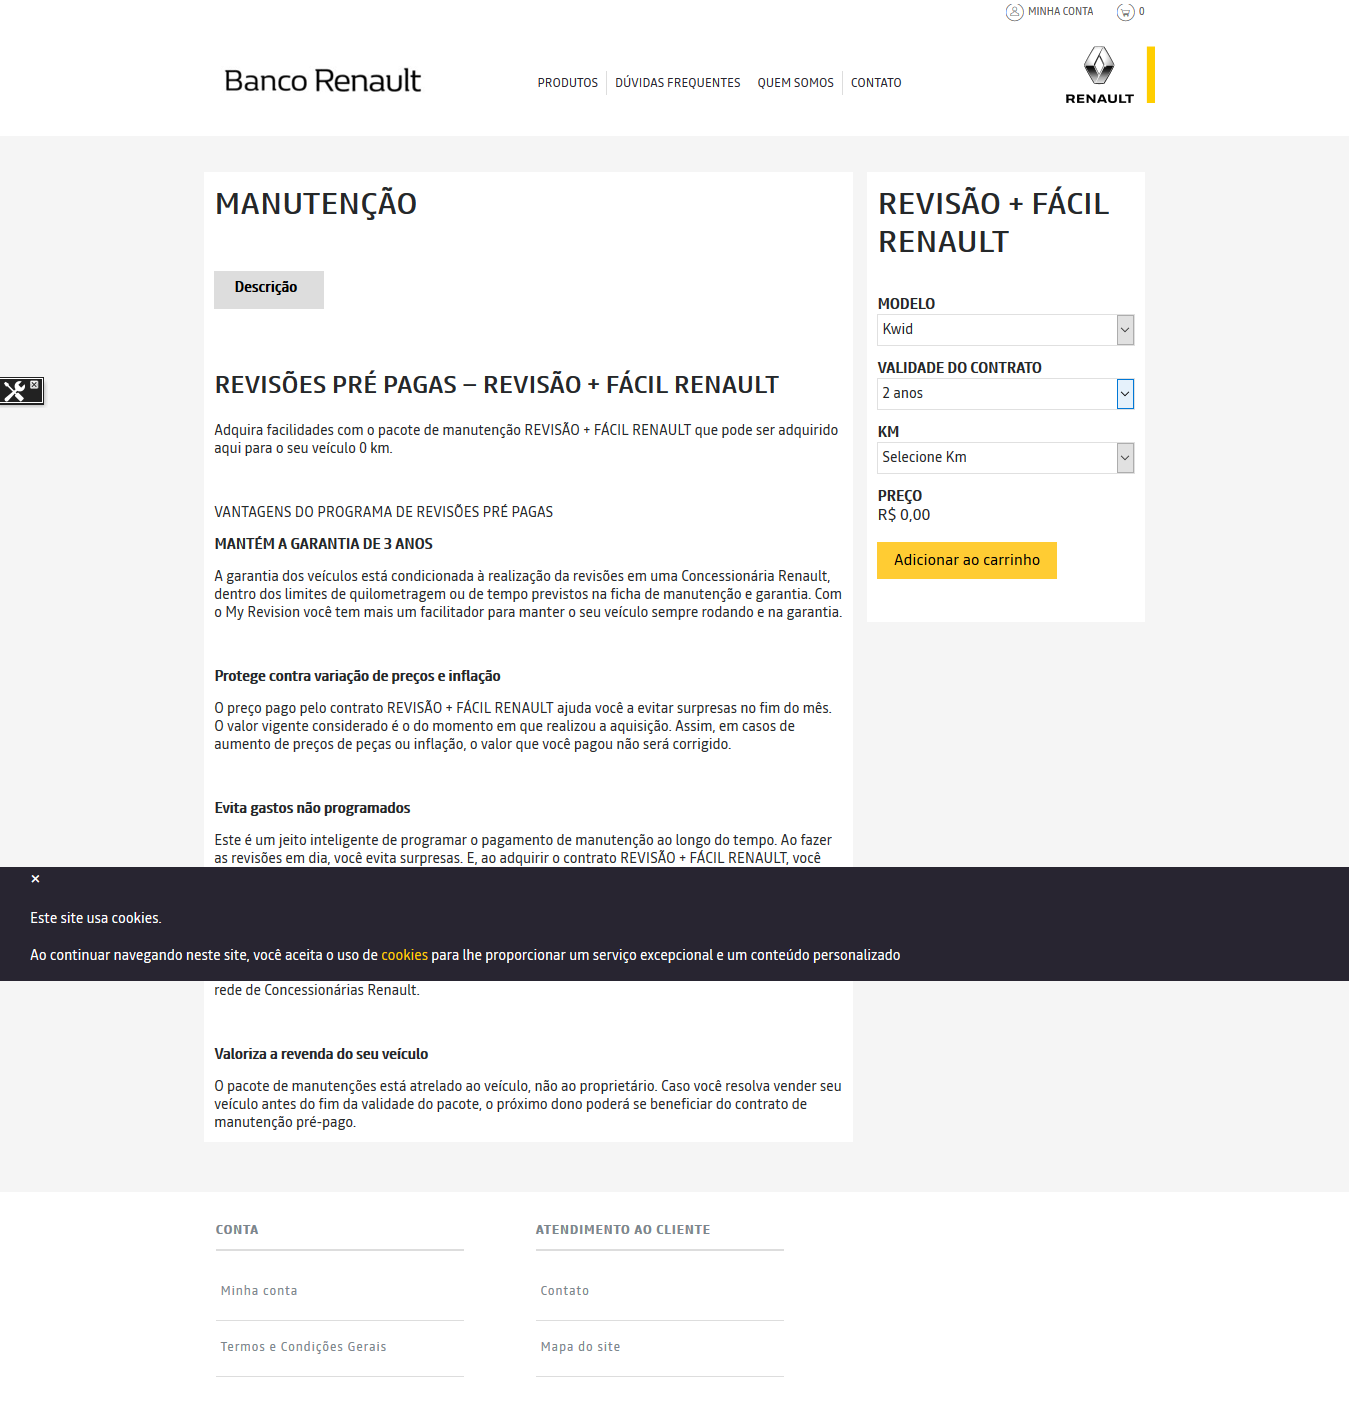 MINHA CONTA
0
Banco Renault
PRODUTOS
DÚVIDAS FREQUENTES
QUEM SOMOS
CONTATO
RENAULT
MANUTENÇÃO
Descrição
REVISÕES PRÉ PAGAS – REVISÃO + FÁCIL RENAULT
Adquira facilidades com o pacote de manutenção REVISÃO + FÁCIL RENAULT que pode ser adquirido
aqui para o seu veículo 0 km.
VANTAGENS DO PROGRAMA DE REVISÕES PRÉ PAGAS
MANTÉM A GARANTIA DE 3 ANOS
A garantia dos veículos está condicionada à realização da revisões em uma Concessionária Renault,
dentro dos limites de quilometragem ou de tempo previstos na ficha de manutenção e garantia. Com
o My Revision você tem mais um facilitador para manter o seu veículo sempre rodando e na garantia.
Protege contra variação de preços e inflação
O preço pago pelo contrato REVISÃO + FÁCIL RENAULT ajuda você a evitar surpresas no fim do mês.
O valor vigente considerado é o do momento em que realizou a aquisição. Assim, em casos de
aumento de preços de peças ou inflação, o valor que você pagou não será corrigido.
Evita gastos não programados
Este é um jeito inteligente de programar o pagamento de manutenção ao longo do tempo. Ao fazer
as revisões em dia, você evita surpresas. E, ao adquirir o contrato REVISÃO + FÁCIL RENAULT, você
REVISÃO + FÁCIL
RENAULT
MODELO
Kwid
VALIDADE DO CONTRATO
2 anos
KM
Selecione Km
PREÇO
R$ 0,00
Adicionar ao carrinho
×
Este site usa cookies.
Ao continuar navegando neste site, você aceita o uso de cookies para lhe proporcionar um serviço excepcional e um conteúdo personalizado
rede de Concessionárias Renault.
Valoriza a revenda do seu veículo
O pacote de manutenções está atrelado ao veículo, não ao proprietário. Caso você resolva vender seu
veículo antes do fim da validade do pacote, o próximo dono poderá se beneficiar do contrato de
manutenção pré-pago.
CONTA
Minha conta
Termos e Condições Gerais
ATENDIMENTO AO CLIENTE
Contato
Mapa do site